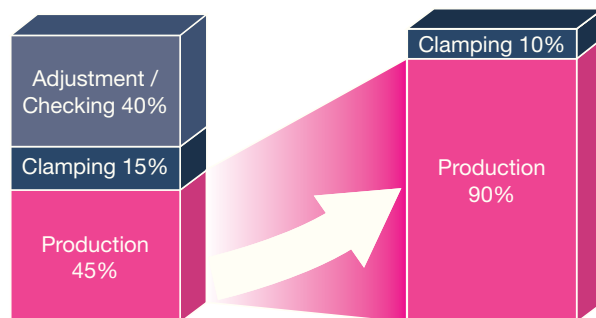 Adjustment /
Checking 40%
Clamping 15%
Production
45%
Clamping 10%
Production
90%